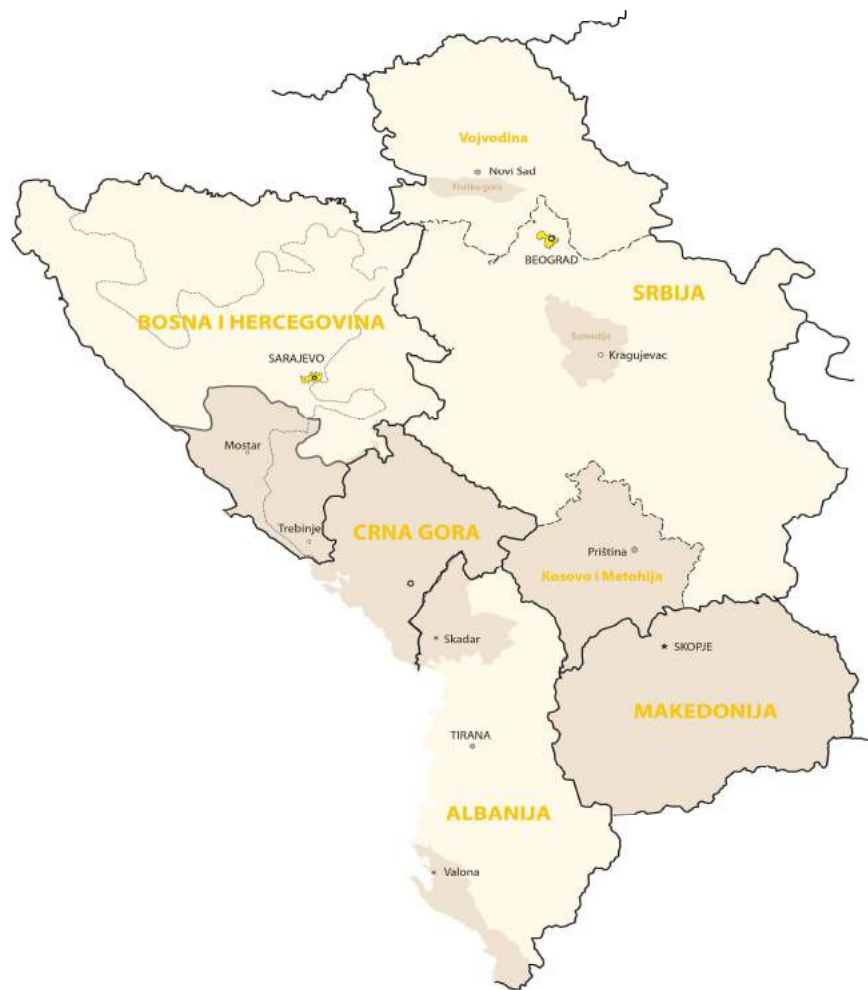 Vojvodina
Novi Sad
Fruška gora
BEOGRAD
SRBIJA
BOSNA I HERCEGOVINA
Šumadija
Kragujevac
SARAJEVO
Mostar
Trebinje
CRNA GORA
Priština
Kosovo i Metohija
Skadar
SKOPJE
MAKEDONIJA
TIRANA
ALBANIJA
Valona